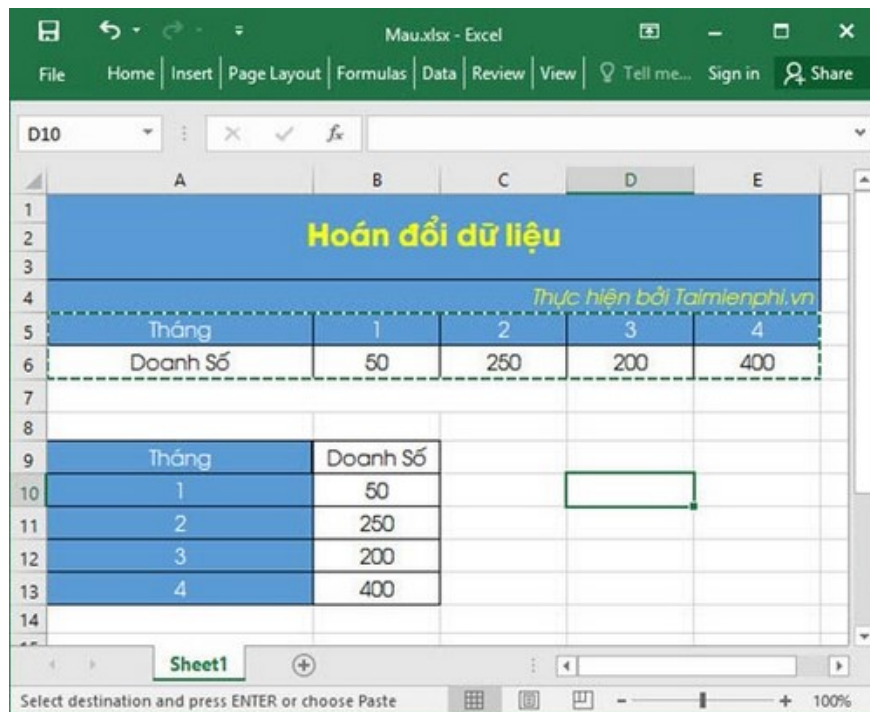 Mau.xlsx - Excel
File Home Insert Page Layout Formulas Data Review View Tell me... Sign in Share
D10 fx
A B C D E
1
2 Hoán đổi dữ liệu
3
4 Thực hiện bởi Taimienphi.vn
5 Tháng 1 2 3 4
6 Doanh Số 50 250 200 400
7
8
9 Tháng Doanh Số
10 1 50
11 2 250
12 3 200
13 4 400
14
Sheet1
Select destination and press ENTER or choose Paste 100%